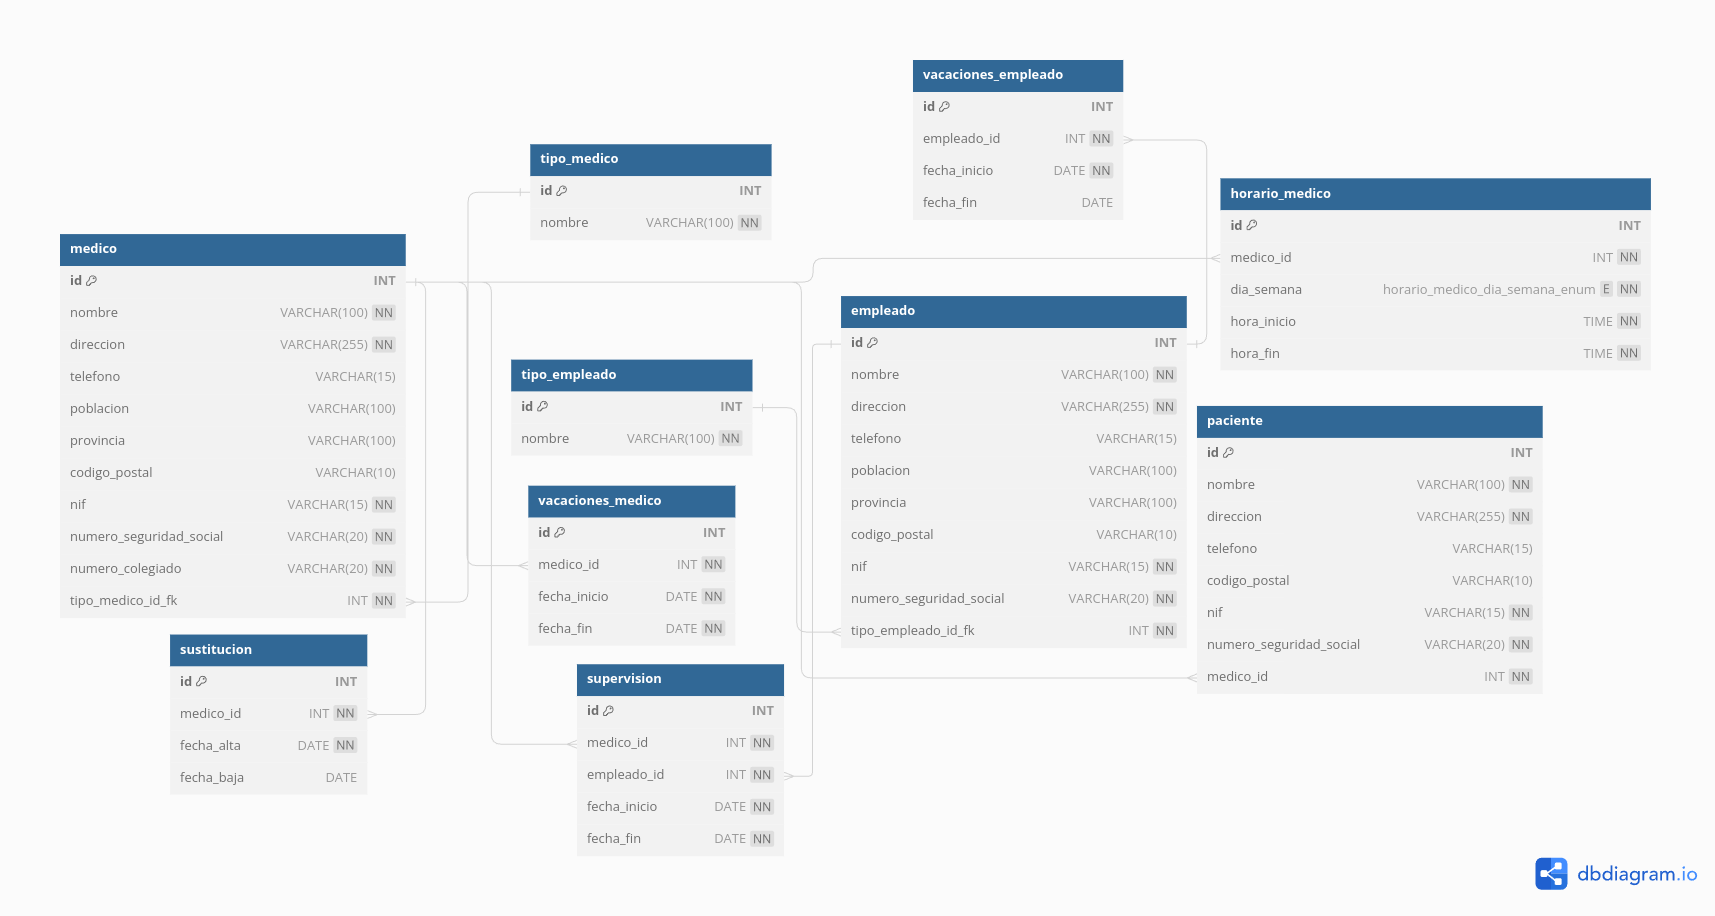 vacaciones_empleado
id INT
empleado_id INT NN
fecha_inicio DATE NN
fecha_fin DATE
tipo_medico
id INT
nombre VARCHAR(100) NN
horario_medico
id INT
medico_id INT NN
dia_semana horario_medico_dia_semana_enum E NN
hora_inicio TIME NN
hora_fin TIME NN
medico
id INT
nombre VARCHAR(100) NN
direccion VARCHAR(255) NN
telefono VARCHAR(15)
poblacion VARCHAR(100)
provincia VARCHAR(100)
codigo_postal VARCHAR(10)
nif VARCHAR(15) NN
numero_seguridad_social VARCHAR(20) NN
numero_colegiado VARCHAR(20) NN
tipo_medico_id_fk INT NN
empleado
id INT
nombre VARCHAR(100) NN
direccion VARCHAR(255) NN
telefono VARCHAR(15)
poblacion VARCHAR(100)
provincia VARCHAR(100)
codigo_postal VARCHAR(10)
nif VARCHAR(15) NN
numero_seguridad_social VARCHAR(20) NN
tipo_empleado_id_fk INT NN
tipo_empleado
id INT
nombre VARCHAR(100) NN
paciente
id INT
nombre VARCHAR(100) NN
direccion VARCHAR(255) NN
telefono VARCHAR(15)
codigo_postal VARCHAR(10)
nif VARCHAR(15) NN
numero_seguridad_social VARCHAR(20) NN
medico_id INT NN
vacaciones_medico
id INT
medico_id INT NN
fecha_inicio DATE NN
fecha_fin DATE NN
sustitucion
id INT
medico_id INT NN
fecha_alta DATE NN
fecha_baja DATE
supervision
id INT
medico_id INT NN
empleado_id INT NN
fecha_inicio DATE NN
fecha_fin DATE NN
dbdiagram.io